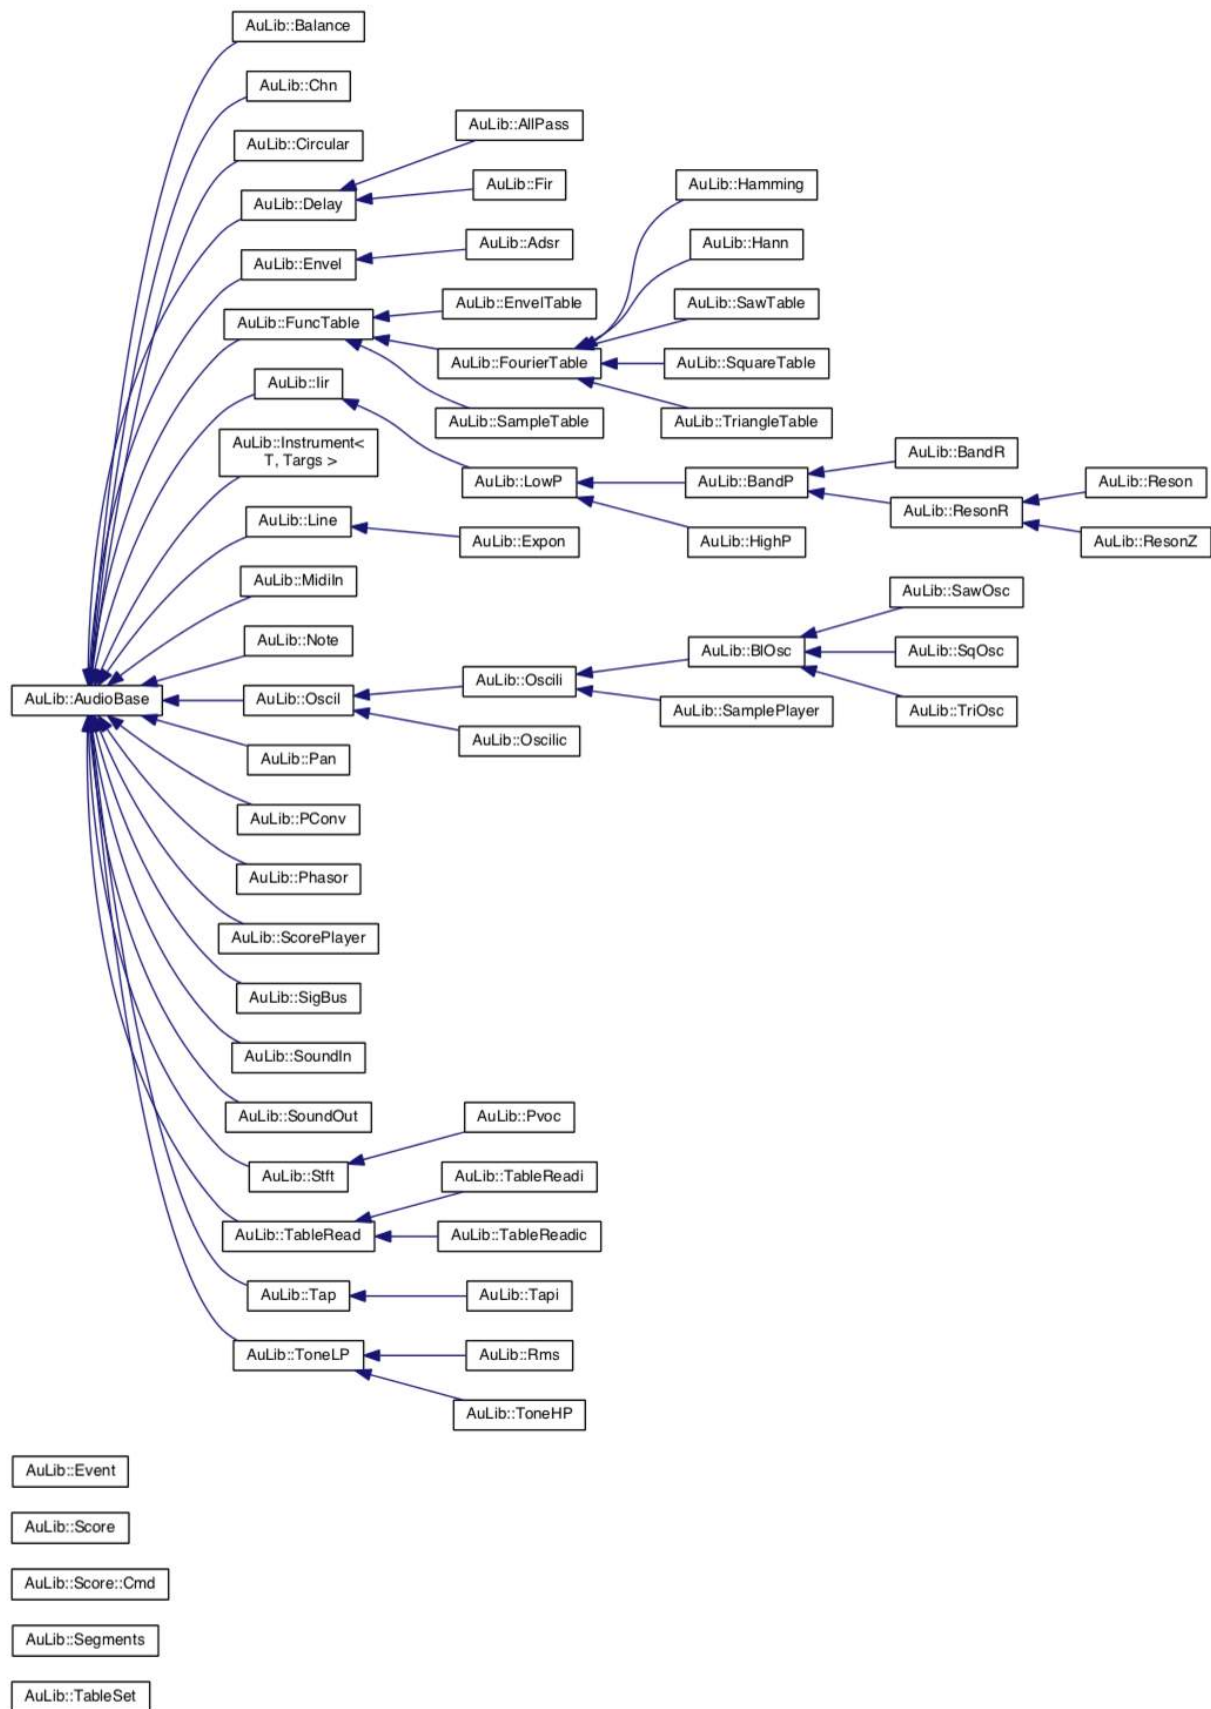 AuLib::Balance
AuLib::Chn
AuLib::AllPass
AuLib::Circular
AuLib::Fir
AuLib::Hamming
AuLib::Delay
AuLib::Adsr
AuLib::Hann
AuLib::Envel
AuLib::EnvelTable
AuLib::SawTable
AuLib::FuncTable
AuLib::FourierTable
AuLib::SquareTable
AuLib::Iir
AuLib::SampleTable
AuLib::TriangleTable
AuLib::Instrument<
T, Targs >
AuLib::BandR
AuLib::LowP
AuLib::BandP
AuLib::Reson
AuLib::ResonR
AuLib::Line
AuLib::Expon
AuLib::HighP
AuLib::ResonZ
AuLib::MidiIn
AuLib::SawOsc
AuLib::Note
AuLib::BlOsc
AuLib::SqOsc
AuLib::Oscili
AuLib::AudioBase
AuLib::Oscil
AuLib::SamplePlayer
AuLib::TriOsc
AuLib::Oscilic
AuLib::Pan
AuLib::PConv
AuLib::Phasor
AuLib::ScorePlayer
AuLib::SigBus
AuLib::SoundIn
AuLib::SoundOut
AuLib::Pvoc
AuLib::Stft
AuLib::TableReadi
AuLib::TableRead
AuLib::TableReadic
AuLib::Tap
AuLib::Tapi
AuLib::ToneLP
AuLib::Rms
AuLib::ToneHP
AuLib::Event
AuLib::Score
AuLib::Score::Cmd
AuLib::Segments
AuLib::TableSet